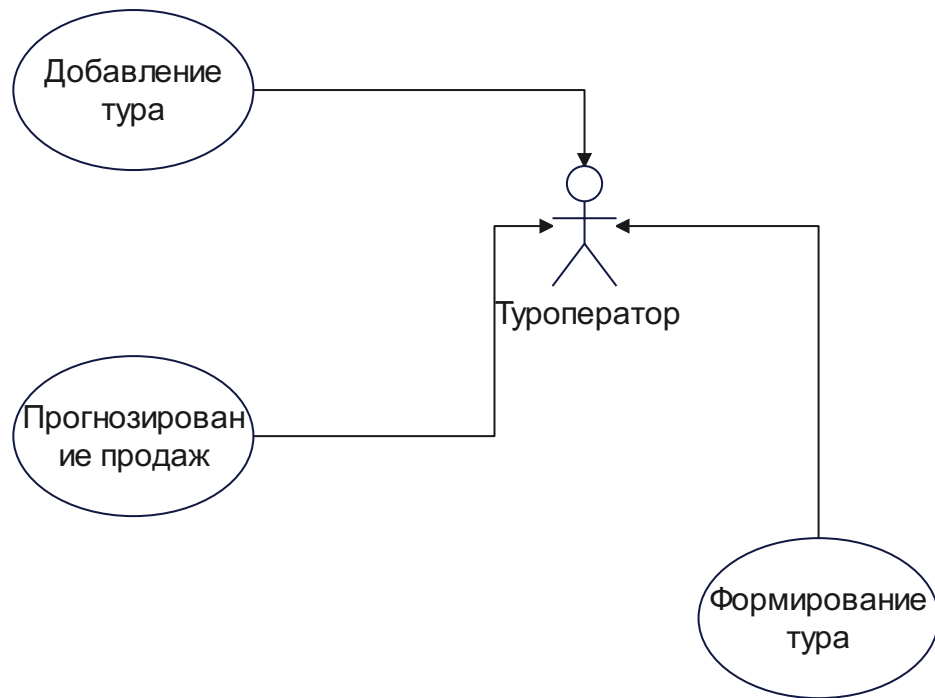 Добавление
тура
Туроператор
Прогнозирован
ие продаж
Формирование
тура